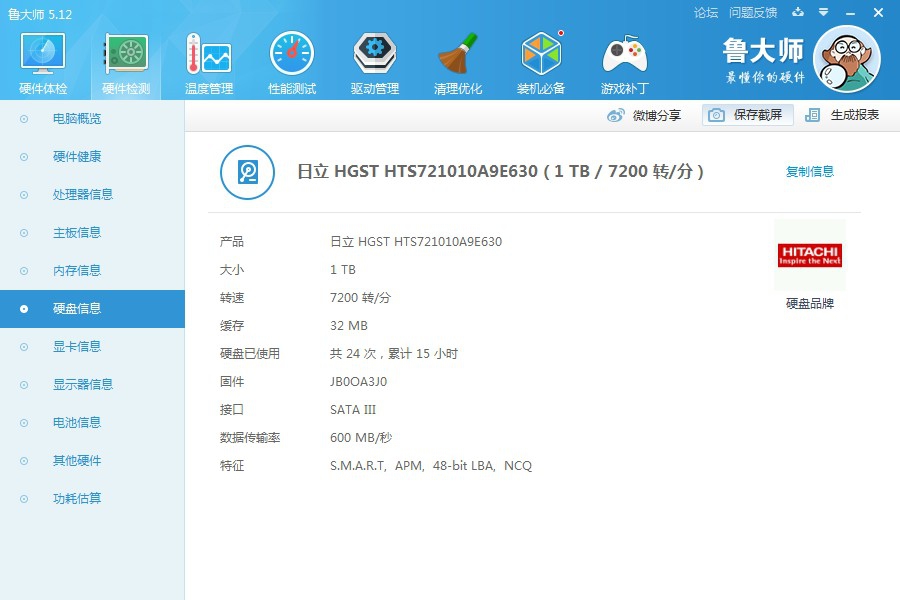 鲁大师 5.12
论坛 问题反馈
硬件体检 硬件检测 温度管理 性能测试 驱动管理 清理优化 装机必备 游戏补丁
鲁大师
最懂你的硬件
微博分享 保存截屏 生成报表
电脑概览
硬件健康
处理器信息
主板信息
内存信息
硬盘信息
显卡信息
显示器信息
电池信息
其他硬件
功耗估算
日立 HGST HTS721010A9E630 ( 1 TB / 7200 转/分 )
复制信息
产品 日立 HGST HTS721010A9E630
大小 1 TB
转速 7200 转/分
缓存 32 MB
硬盘已使用 共 24 次，累计 15 小时
固件 JB0OA3J0
接口 SATA III
数据传输率 600 MB/秒
特征 S.M.A.R.T, APM, 48-bit LBA, NCQ
HITACHI
Inspire the Next
硬盘品牌